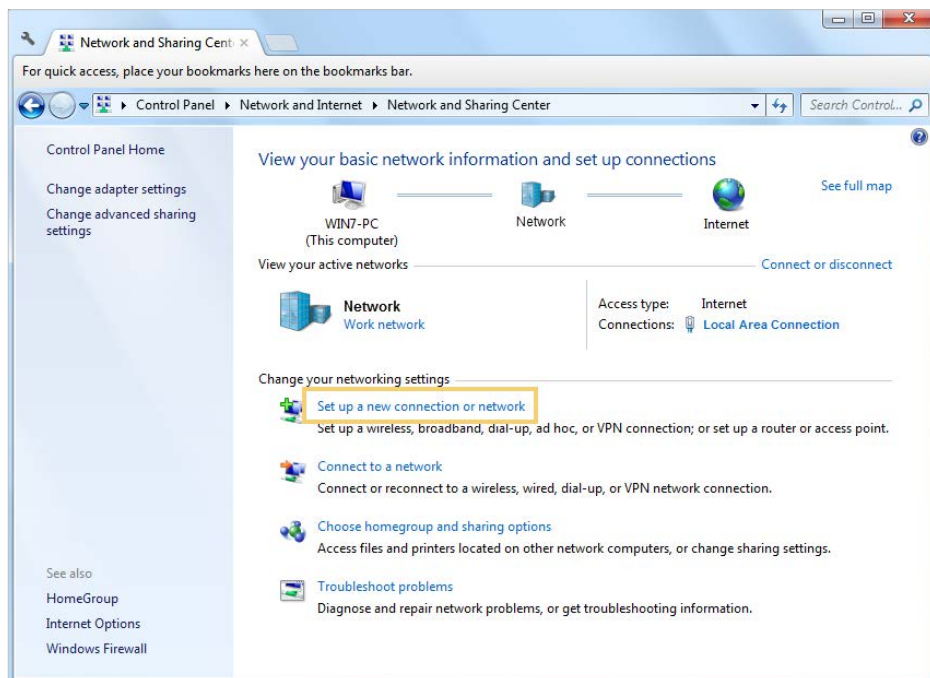 Network and Sharing Cent
For quick access, place your bookmarks here on the bookmarks bar.
Control Panel Network and Internet Network and Sharing Center
Search Control...
Control Panel Home
Change adapter settings
Change advanced sharing
settings
View your basic network information and set up connections
See full map
WIN7-PC
(This computer)
Network
Internet
View your active networks
Connect or disconnect
Network
Work network
Access type: Internet
Connections: Local Area Connection
Change your networking settings
Set up a new connection or network
Set up a wireless, broadband, dial-up, ad hoc, or VPN connection; or set up a router or access point.
Connect to a network
Connect or reconnect to a wireless, wired, dial-up, or VPN network connection.
Choose homegroup and sharing options
Access files and printers located on other network computers, or change sharing settings.
Troubleshoot problems
Diagnose and repair network problems, or get troubleshooting information.
See also
HomeGroup
Internet Options
Windows Firewall